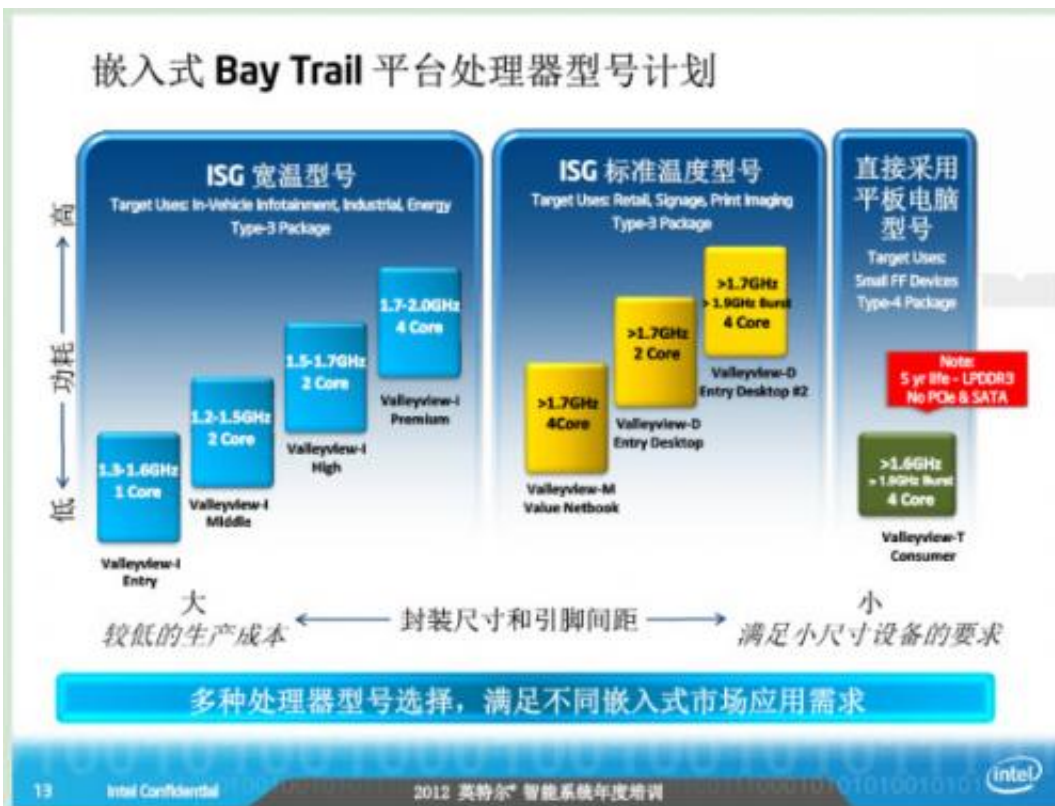 嵌入式 Bay Trail 平台处理器型号计划
ISG 宽温型号
Target Uses: In-Vehicle Infotainment, Industrial, Energy
Type-3 Package
1.3-1.6GHz
1 Core
Valleyview-I
Entry
1.2-1.5GHz
2 Core
Valleyview-I
Middle
1.5-1.7GHz
2 Core
Valleyview-I
High
1.7-2.0GHz
4 Core
Valleyview-I
Premium
ISG 标准温度型号
Target Uses: Retail, Signage, Print Imaging
Type-3 Package
>1.7GHz
4Core
Valleyview-M
Value Netbook
>1.7GHz
2 Core
Valleyview-D
Entry Desktop
>1.7GHz
> 1.9GHz Burst
4 Core
Valleyview-D
Entry Desktop #2
直接采用
平板电脑
型号
Target Uses:
Small FF Devices
Type-4 Package
Note:
5 yr life - LPDDR3
No PCIe & SATA
>1.6GHz
> 1.9GHz Burst
4 Core
Valleyview-T
Consumer
高
功耗
低
大
较低的生产成本
封装尺寸和引脚间距
小
满足小尺寸设备的要求
多种处理器型号选择，满足不同嵌入式市场应用需求
13
Intel Confidential
2012 英特尔® 智能系统年度培训
intel